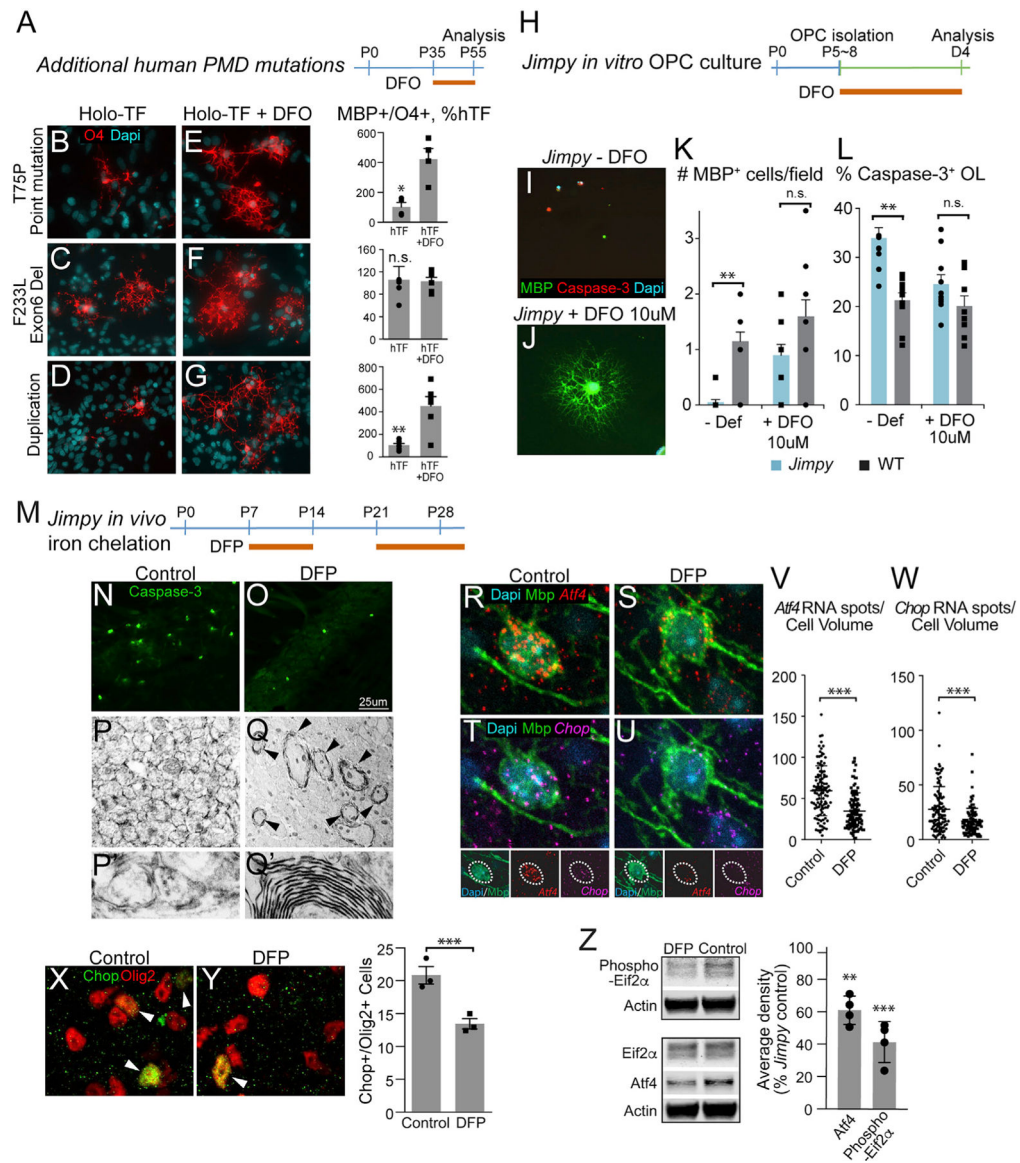 A
Additional human PMD mutations
P0
P35
Analysis
P55
DFO
Holo-TF
Holo-TF + DFO
MBP+/O4+, %hTF
T75P
Point mutation
B
O4 Dapi
E
600
400
200
0
*
hTF
hTF
+DFO
F233L
Exon6 Del
C
F
160
120
80
40
0
n.s.
hTF
hTF
+DFO
Duplication
D
G
800
600
400
200
0
**
hTF
hTF
+DFO
H
Jimpy in vitro OPC culture
OPC isolation
Analysis
P0
P5~8
D4
DFO
Jimpy - DFO
I
MBP Caspase-3 Dapi
Jimpy + DFO 10uM
J
K
# MBP+ cells/field
n.s.
**
3
2
1
0
- Def
+ DFO
10uM
L
% Caspase-3+ OL
**
n.s.
40
30
20
10
0
- Def
+ DFO
10uM
Jimpy
WT
M
Jimpy in vivo
iron chelation
P0
P7
P14
P21
P28
DFP
Control
DFP
N
Caspase-3
O
25um
P
Q
P'
Q'
Control
DFP
R
Dapi Mbp Atf4
S
T
Dapi Mbp Chop
U
Dapi/Mbp
Atf4
Chop
Dapi/Mbp
Atf4
Chop
V
Atf4 RNA spots/
Cell Volume
***
200
150
100
50
0
Control
DFP
W
Chop RNA spots/
Cell Volume
***
150
100
50
0
Control
DFP
Control
DFP
X
Chop Olig2
Y
Chop+/Olig2+ Cells
***
25
20
15
10
5
0
Control
DFP
Z
DFP Control
Phospho
-Eif2α
Actin
Eif2α
Atf4
Actin
Average density
(% Jimpy control)
100
80
60
40
20
0
**
***
Atf4
Phospho
-Eif2α